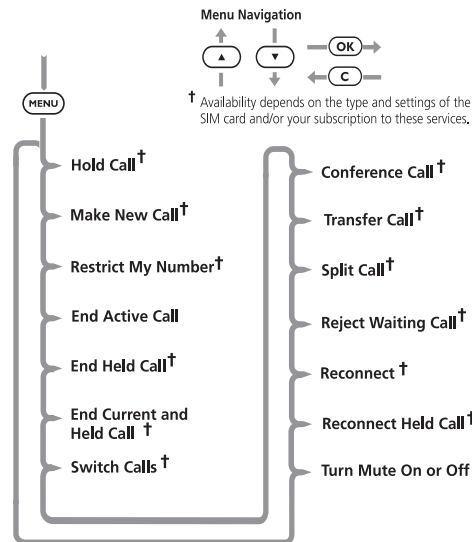 Menu Navigation
OK
C
† Availability depends on the type and settings of the
SIM card and/or your subscription to these services.
MENU
Hold Call†
Make New Call†
Restrict My Number†
End Active Call
End Held Call†
End Current and
Held Call †
Switch Calls †
Conference Call†
Transfer Call†
Split Call†
Reject Waiting Call†
Reconnect †
Reconnect Held Call†
Turn Mute On or Off